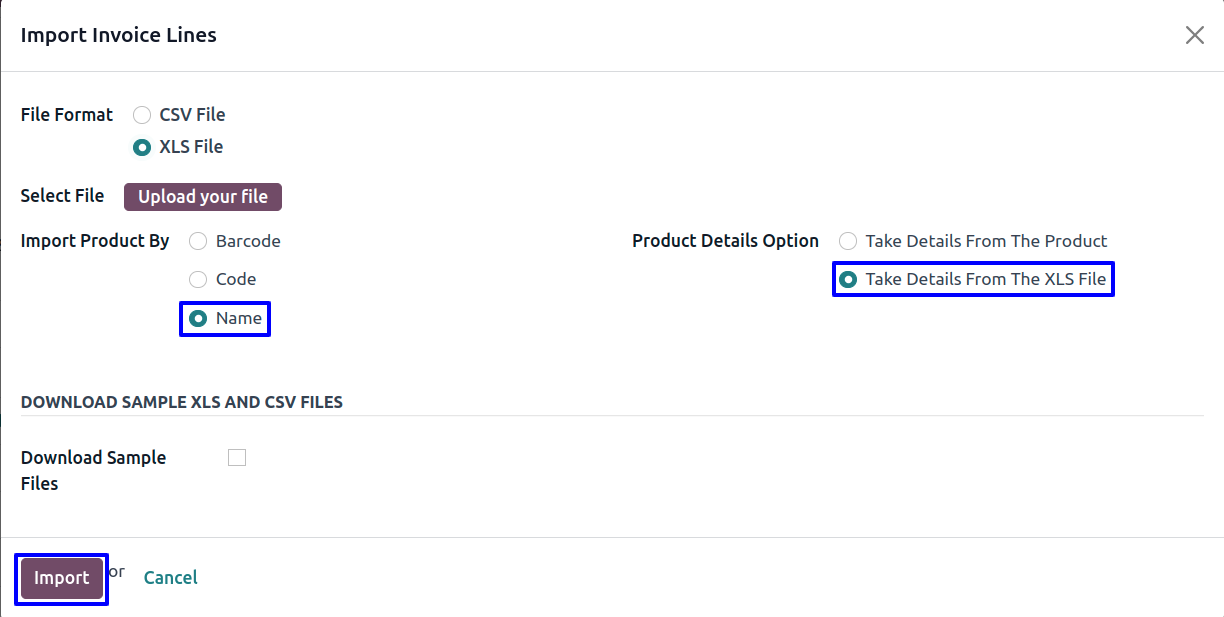 Import Invoice Lines
File Format
CSV File
XLS File
Select File
Upload your file
Import Product By
Barcode
Code
Name
Product Details Option
Take Details From The Product
Take Details From The XLS File
DOWNLOAD SAMPLE XLS AND CSV FILES
Download Sample
Files
Import or Cancel